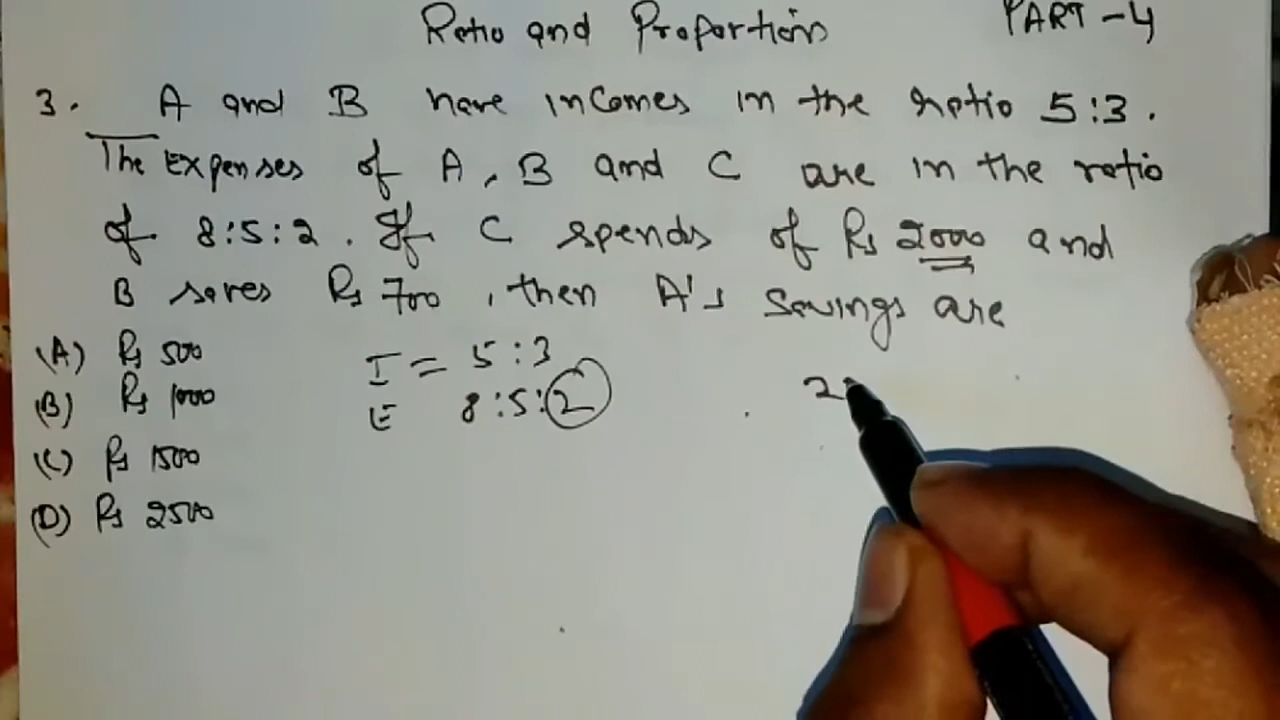 Ratio and Proportion PART-4
3. A and B have incomes in the ratio 5:3.
The Expenses of A, B and C are in the ratio
of 8:5:2. If C spends of Rs 2000 and
B saves Rs 700, then A's Savings are
(A) Rs 500
(B) Rs 1000
(C) Rs 1500
(D) Rs 2500
I = 5:3
E 8:5:2
2